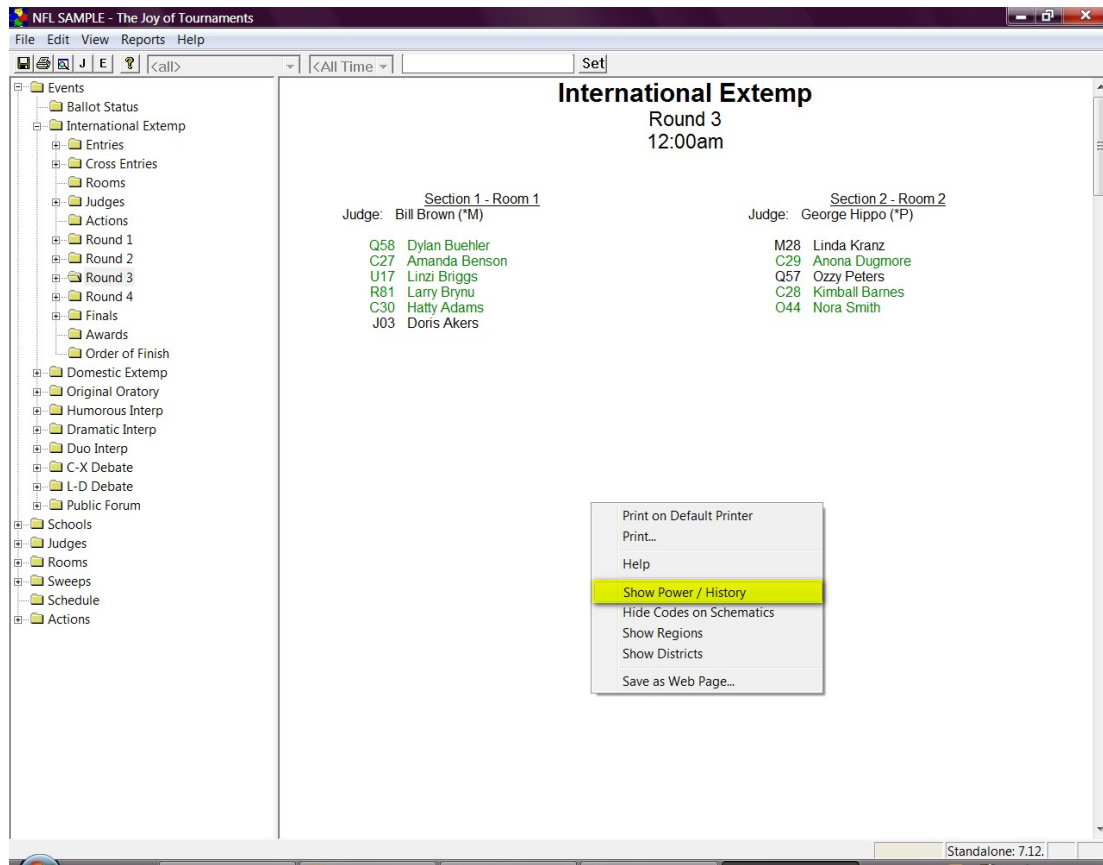 NFL SAMPLE - The Joy of Tournaments
File Edit View Reports Help
J E ? <all> <All Time Set
Events
Ballot Status
International Extemp
Entries
Cross Entries
Rooms
Judges
Actions
Round 1
Round 2
Round 3
Round 4
Finals
Awards
Order of Finish
Domestic Extemp
Original Oratory
Humorous Interp
Dramatic Interp
Duo Interp
C-X Debate
L-D Debate
Public Forum
Schools
Judges
Rooms
Sweeps
Schedule
Actions
International Extemp
Round 3
12:00am
Section 1 - Room 1
Judge: Bill Brown (*M)
Q58 Dylan Buehler
C27 Amanda Benson
U17 Linzi Briggs
R81 Larry Brynu
C30 Hatty Adams
J03 Doris Akers
Section 2 - Room 2
Judge: George Hippo (*P)
M28 Linda Kranz
C29 Anona Dugmore
Q57 Ozzy Peters
C28 Kimball Barnes
O44 Nora Smith
Print on Default Printer
Print...
Help
Show Power / History
Hide Codes on Schematics
Show Regions
Show Districts
Save as Web Page...
Standalone: 7.12.